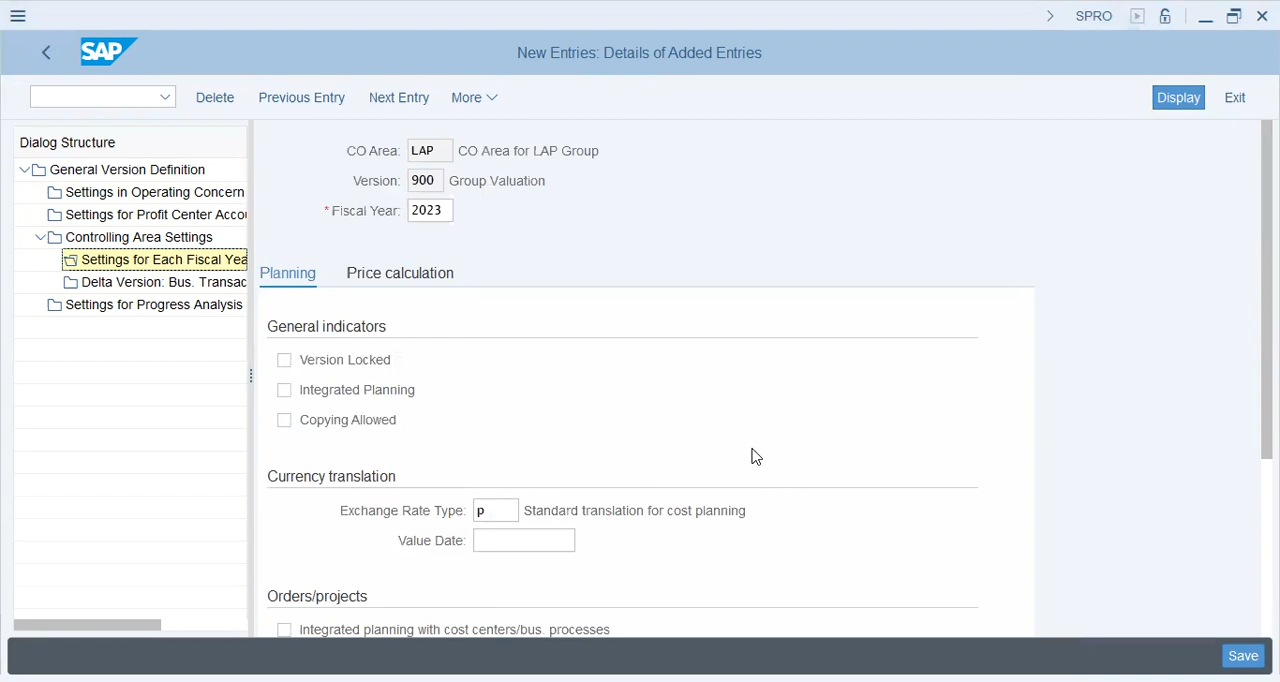 SPRO
SAP
New Entries: Details of Added Entries
Delete Previous Entry Next Entry More Display Exit
Dialog Structure
General Version Definition
Settings in Operating Concern
Settings for Profit Center Accou
Controlling Area Settings
Settings for Each Fiscal Yea
Delta Version: Bus. Transac
Settings for Progress Analysis
CO Area: LAP CO Area for LAP Group
Version: 900 Group Valuation
*Fiscal Year: 2023
Planning Price calculation
General indicators
Version Locked
Integrated Planning
Copying Allowed
Currency translation
Exchange Rate Type: p Standard translation for cost planning
Value Date:
Orders/projects
Integrated planning with cost centers/bus. processes
Save